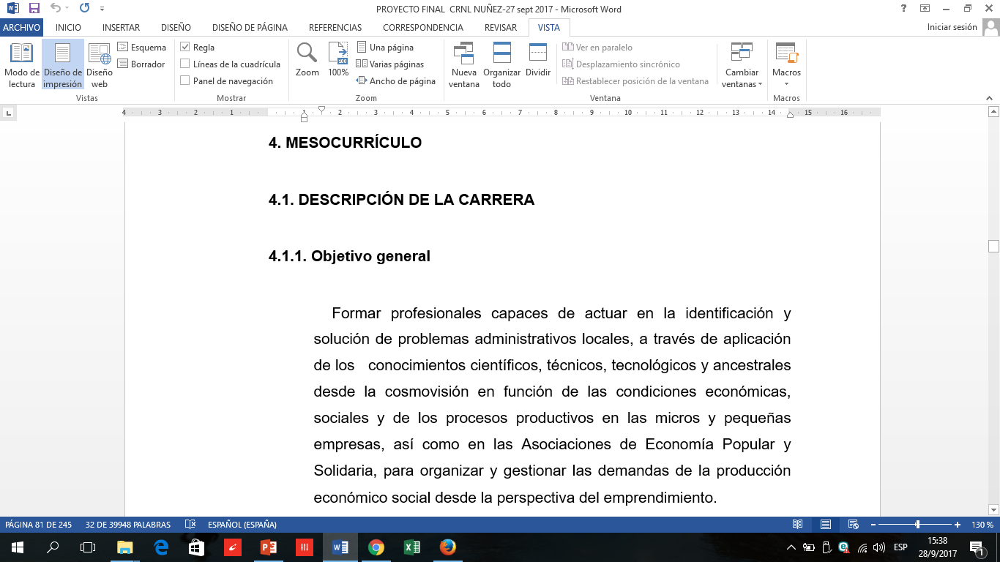 PROYECTO FINAL CRNL NUÑEZ-27 sept 2017 - Microsoft Word
ARCHIVO INICIO INSERTAR DISEÑO DISEÑO DE PÁGINA REFERENCIAS CORRESPONDENCIA REVISAR VISTA Iniciar sesión
Modo de lectura
Diseño de impresión
Diseño web
Esquema
Borrador
Vistas
Regla
Líneas de la cuadrícula
Panel de navegación
Mostrar
Zoom
100%
Una página
Varias páginas
Ancho de página
Zoom
Nueva ventana
Organizar todo
Dividir
Ver en paralelo
Desplazamiento sincrónico
Restablecer posición de la ventana
Ventana
Cambiar ventanas
Macros
Macros
4 3 2 1 1 2 3 4 5 6 7 8 9 10 11 12 13 14 15 16
4. MESOCURRÍCULO
4.1. DESCRIPCIÓN DE LA CARRERA
4.1.1. Objetivo general
Formar profesionales capaces de actuar en la identificación y
solución de problemas administrativos locales, a través de aplicación
de los conocimientos científicos, técnicos, tecnológicos y ancestrales
desde la cosmovisión en función de las condiciones económicas,
sociales y de los procesos productivos en las micros y pequeñas
empresas, así como en las Asociaciones de Economía Popular y
Solidaria, para organizar y gestionar las demandas de la producción
económico social desde la perspectiva del emprendimiento.
PÁGINA 81 DE 245 32 DE 39948 PALABRAS ESPAÑOL (ESPAÑA) 130 %
ESP
15:38
28/9/2017
1